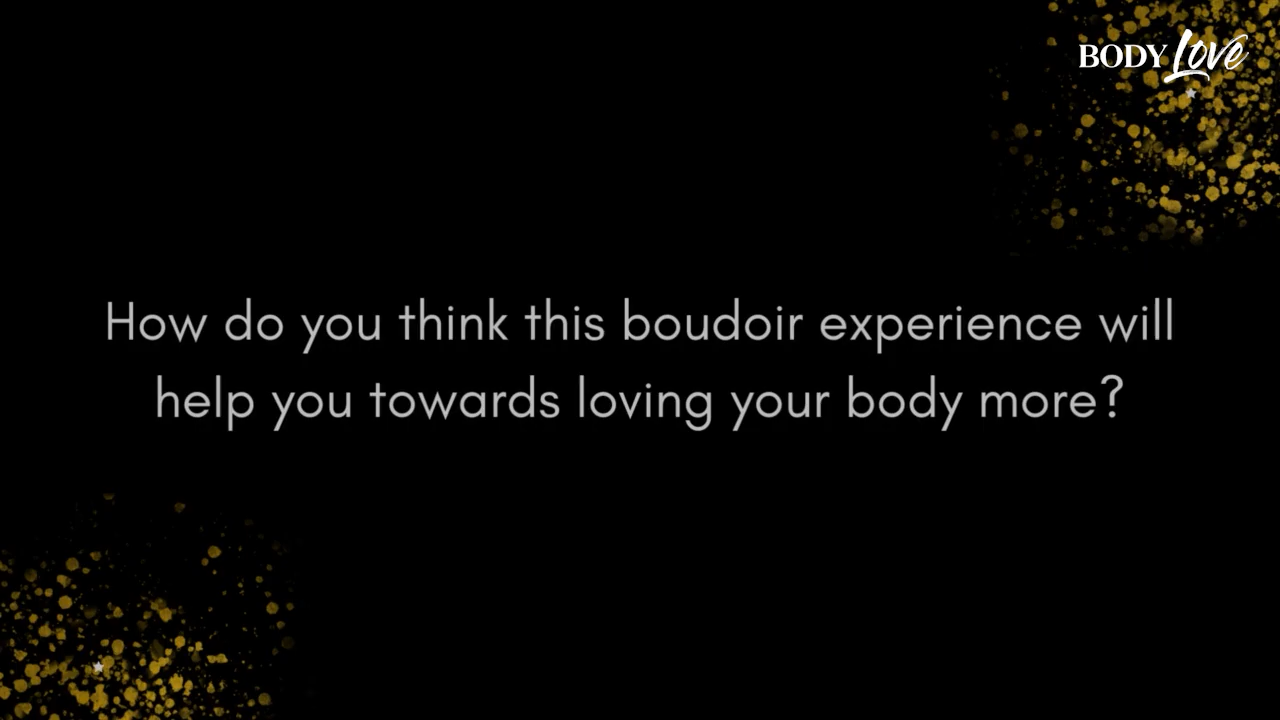 BODY Love
How do you think this boudoir experience will
help you towards loving your body more?